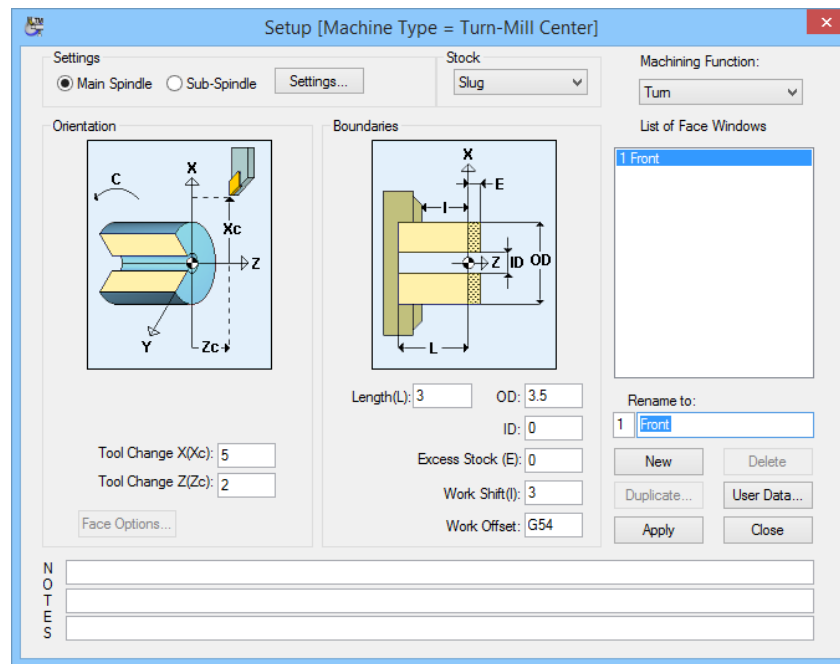 Setup [Machine Type = Turn-Mill Center]
Settings
Main Spindle
Sub-Spindle
Settings...
Stock
Slug
Machining Function:
Turn
Orientation
C
X
Xc
Z
Y
Zc
Boundaries
X
E
I
Z
ID
OD
L
Length(L): 3
OD: 3.5
ID: 0
Excess Stock (E): 0
Work Shift(I): 3
Work Offset: G54
Tool Change X(Xc): 5
Tool Change Z(Zc): 2
Face Options...
List of Face Windows
1 Front
Rename to:
1 Front
New
Delete
Duplicate...
User Data...
Apply
Close
N
O
T
E
S